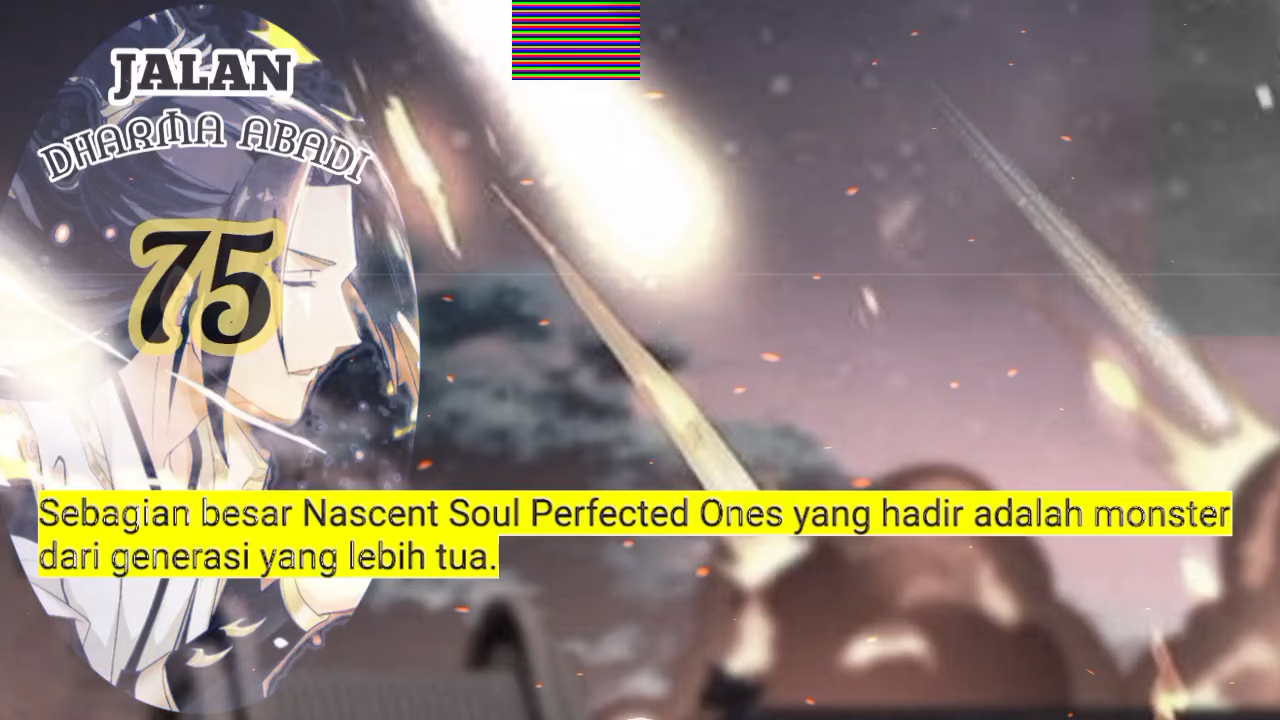 JALAN
DHARMA ABADI
75
Sebagian besar Nascent Soul Perfected Ones yang hadir adalah monster
dari generasi yang lebih tua.